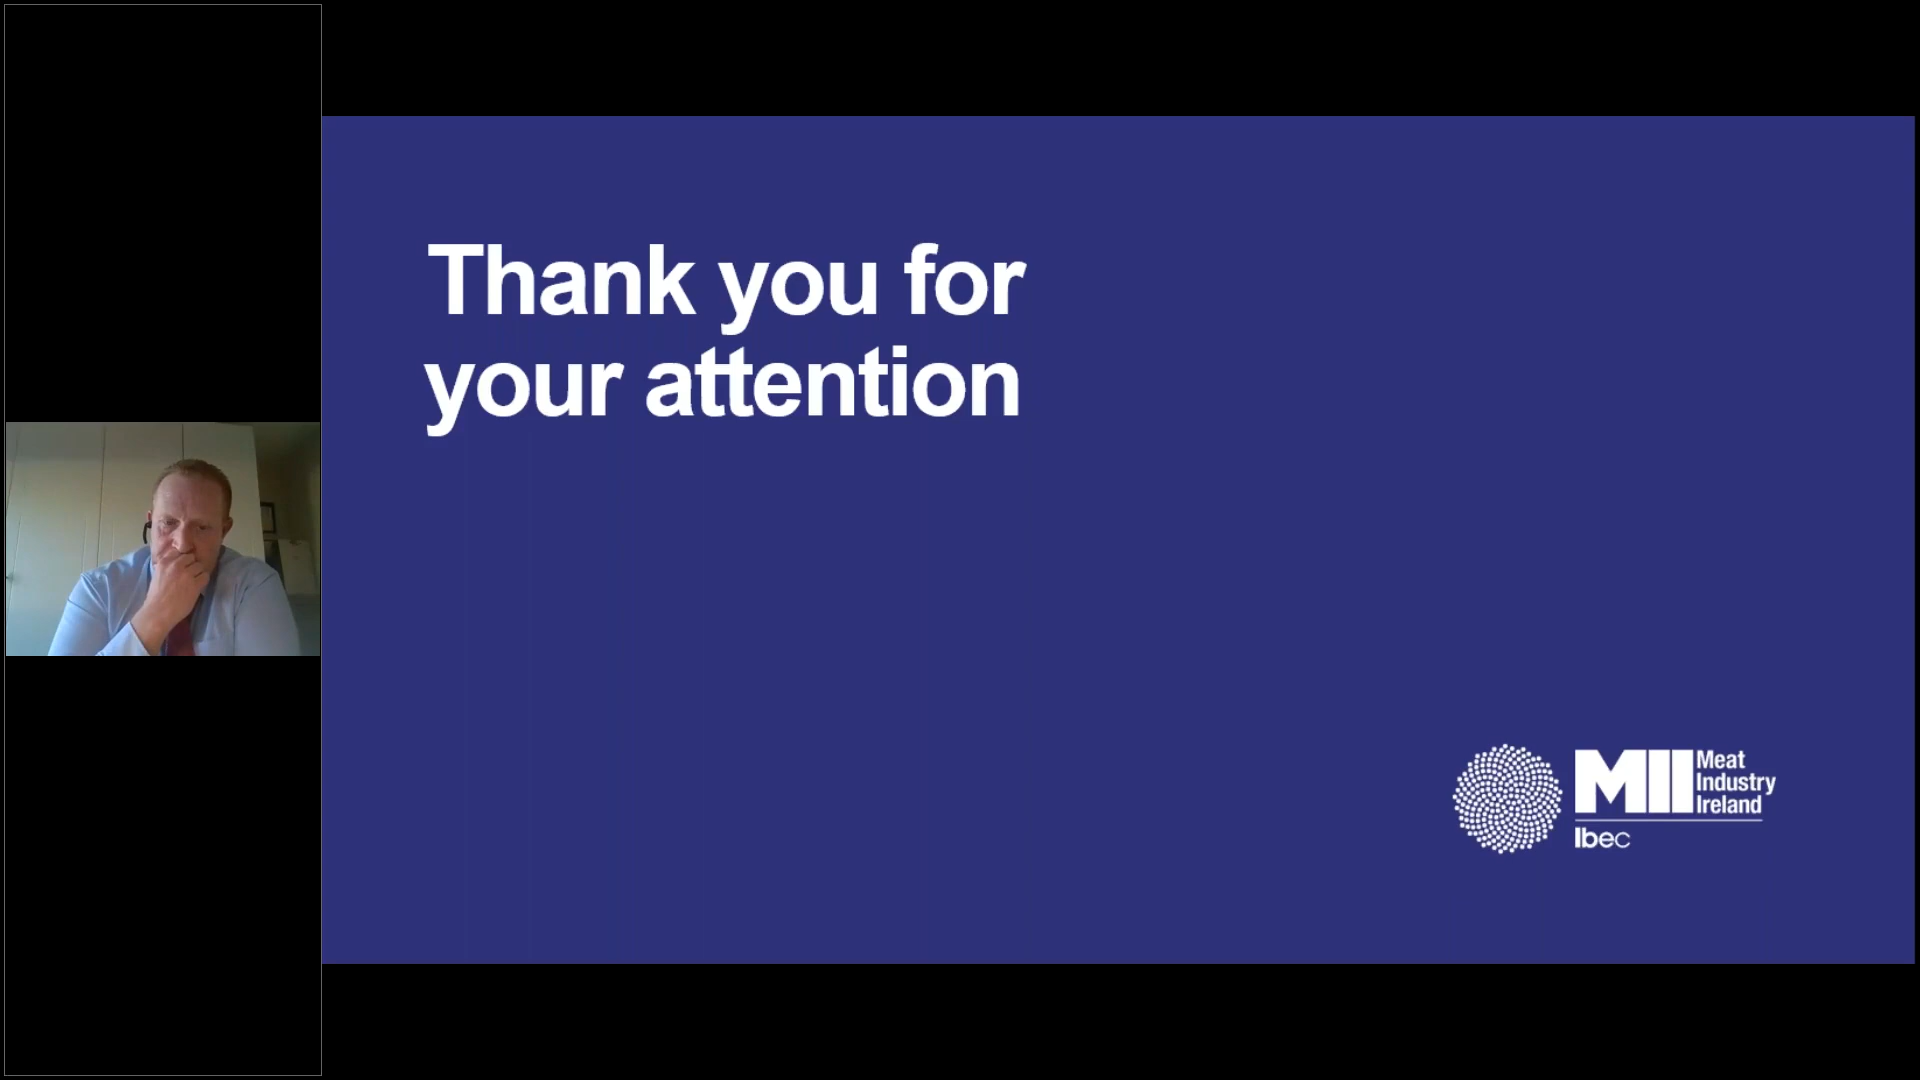 Thank you for
your attention
MII
Meat
Industry
Ireland
Ibec